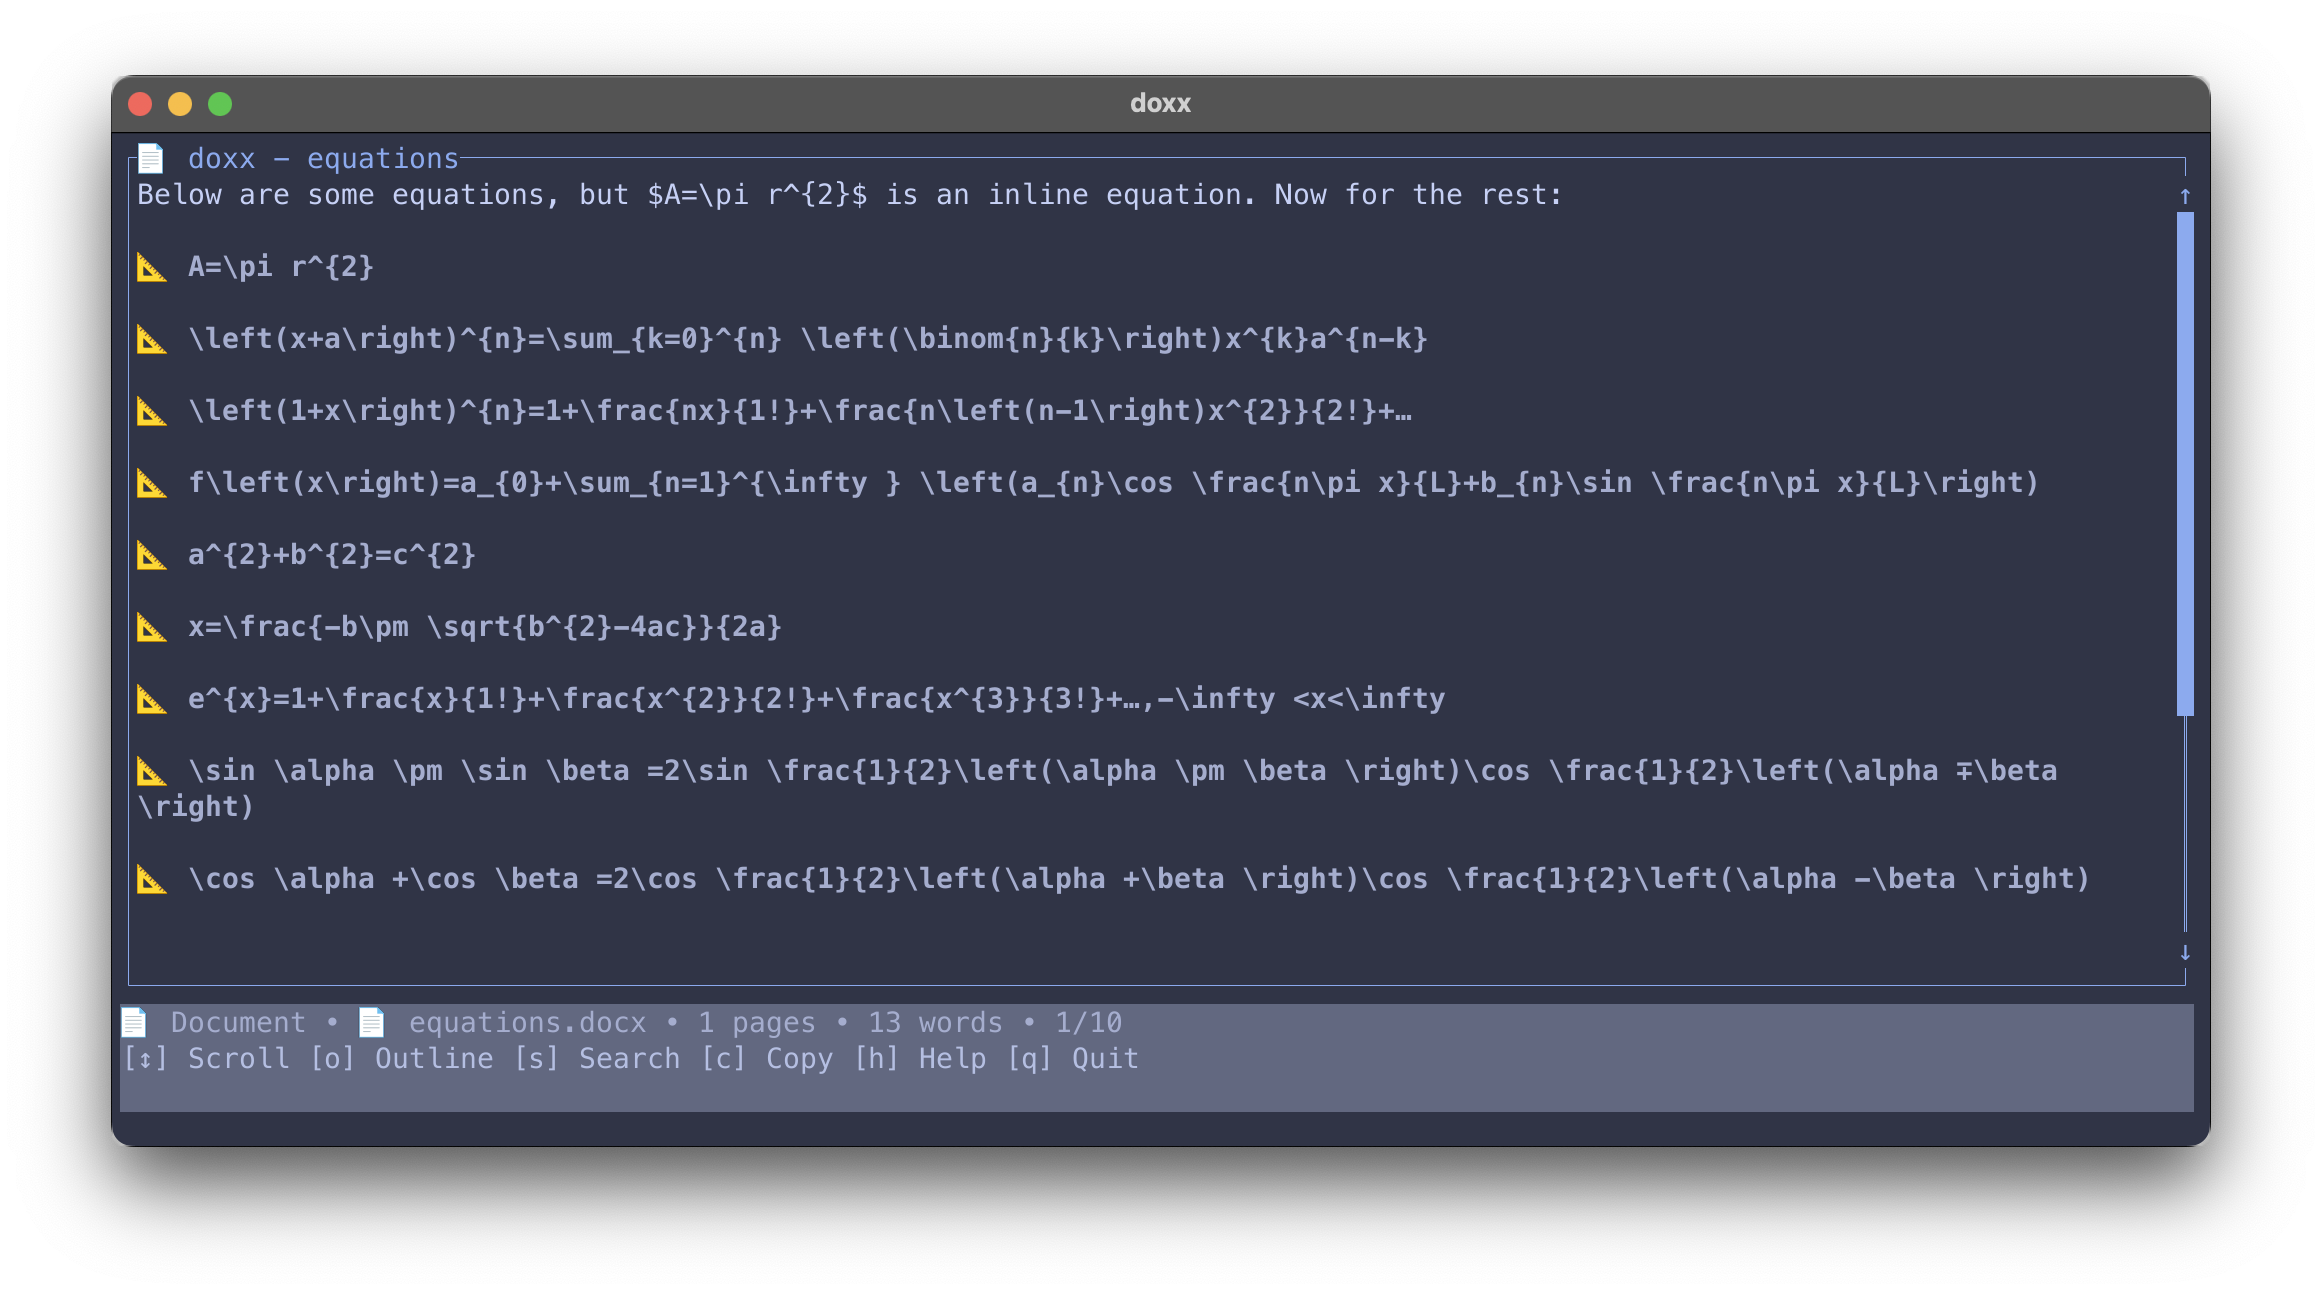 doxx
doxx - equations
Below are some equations, but $A=\pi r^{2}$ is an inline equation. Now for the rest:
A=\pi r^{2}
\left(x+a\right)^{n}=\sum_{k=0}^{n} \left(\binom{n}{k}\right)x^{k}a^{n-k}
\left(1+x\right)^{n}=1+\frac{nx}{1!}+\frac{n\left(n-1\right)x^{2}}{2!}+…
f\left(x\right)=a_{0}+\sum_{n=1}^{\infty } \left(a_{n}\cos \frac{n\pi x}{L}+b_{n}\sin \frac{n\pi x}{L}\right)
a^{2}+b^{2}=c^{2}
x=\frac{-b\pm \sqrt{b^{2}-4ac}}{2a}
e^{x}=1+\frac{x}{1!}+\frac{x^{2}}{2!}+\frac{x^{3}}{3!}+…,-\infty <x<\infty
\sin \alpha \pm \sin \beta =2\sin \frac{1}{2}\left(\alpha \pm \beta \right)\cos \frac{1}{2}\left(\alpha ∓\beta
\right)
\cos \alpha +\cos \beta =2\cos \frac{1}{2}\left(\alpha +\beta \right)\cos \frac{1}{2}\left(\alpha -\beta \right)
Document • equations.docx • 1 pages • 13 words • 1/10
[↕] Scroll [o] Outline [s] Search [c] Copy [h] Help [q] Quit